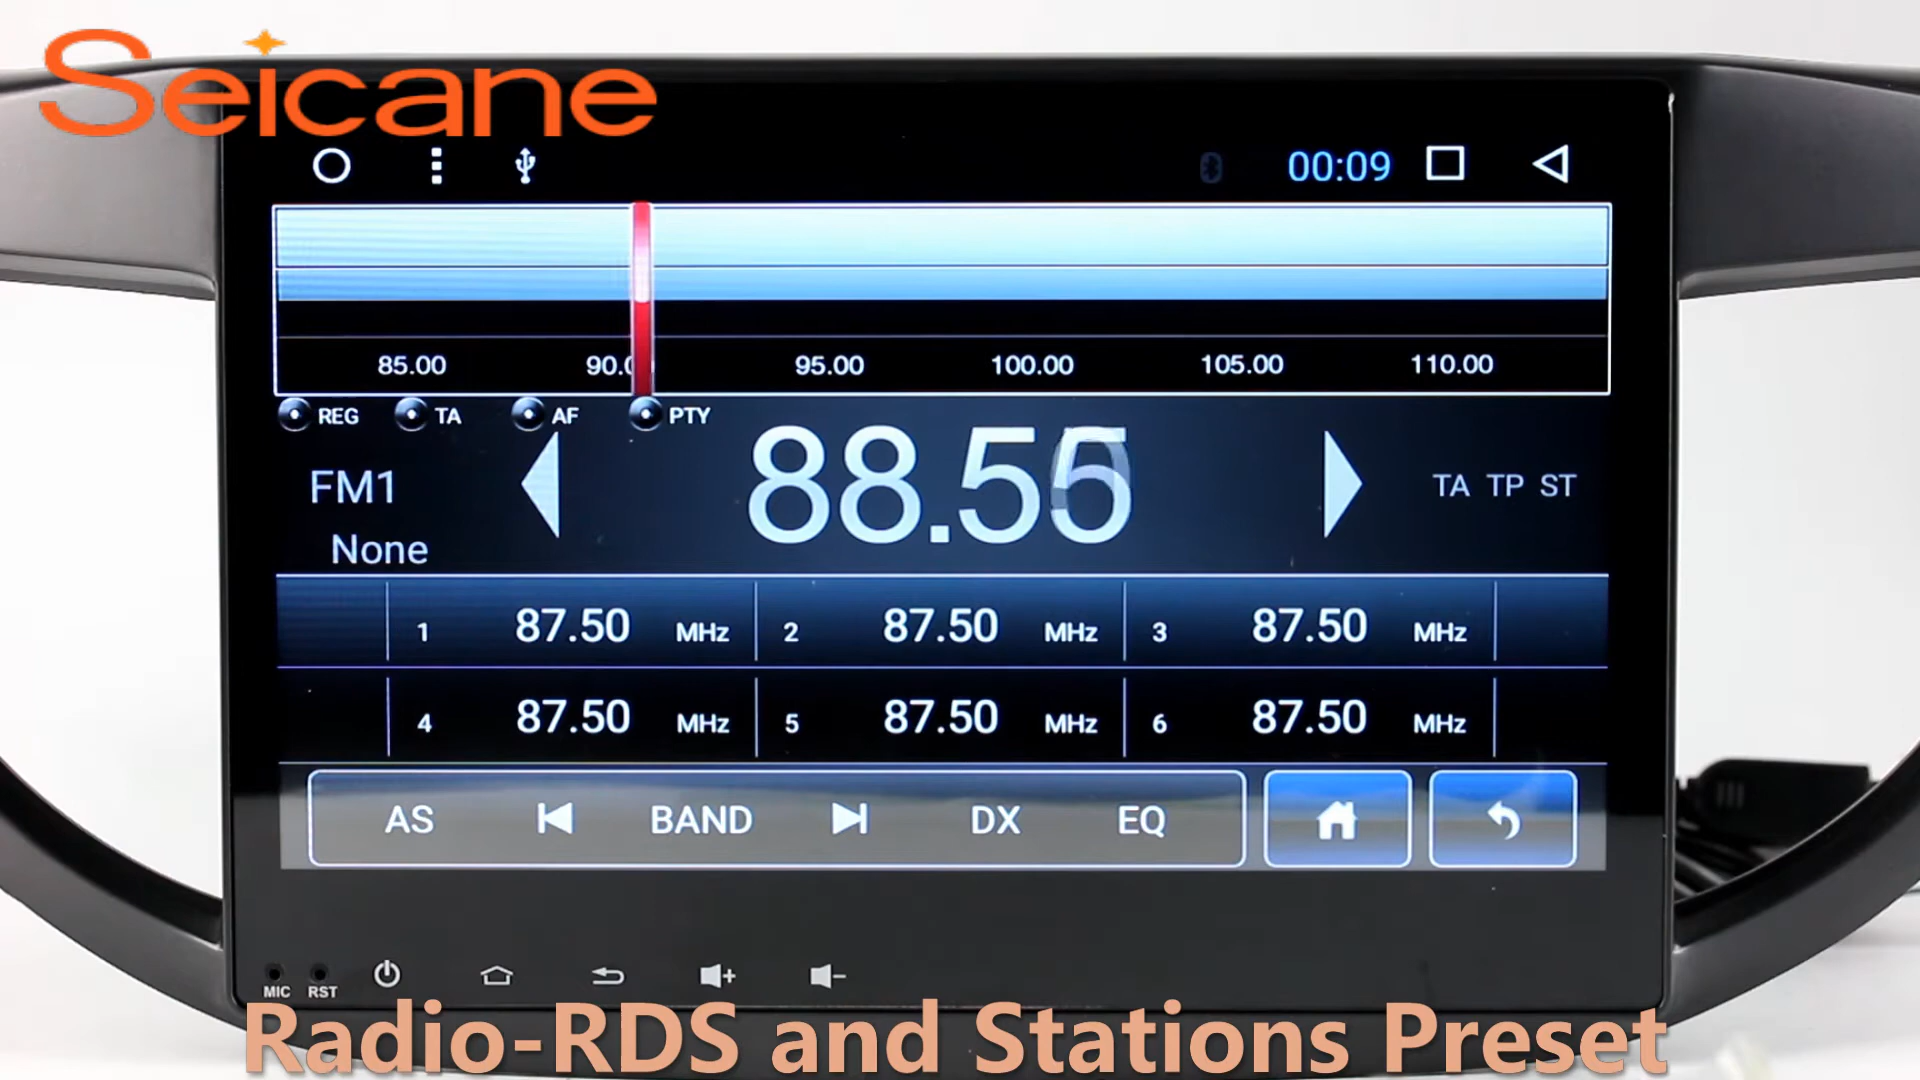 Seicane
00:09
85.00 90.0 95.00 100.00 105.00 110.00
REG TA AF PTY
FM1
88.5
TA TP ST
None
1 87.50 MHz 2 87.50 MHz 3 87.50 MHz
4 87.50 MHz 5 87.50 MHz 6 87.50 MHz
AS BAND DX EQ
MIC RST
Radio-RDS and Stations Preset